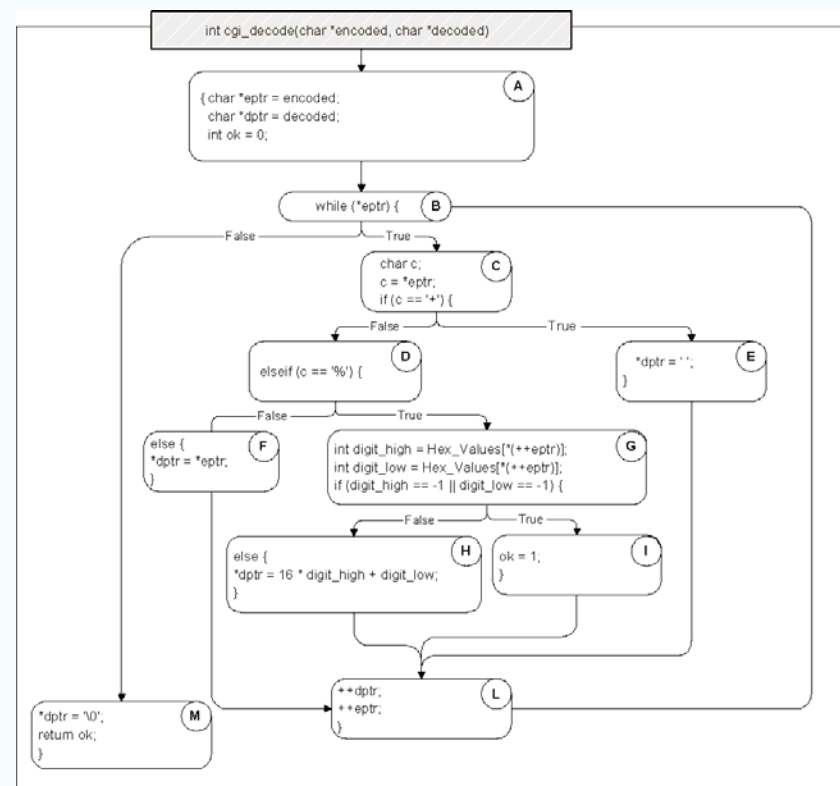 int cgi_decode(char *encoded, char *decoded)
A
{ char *eptr = encoded;
char *dptr = decoded;
int ok = 0;
while (*eptr) {
B
False
True
char c;
C
c = *eptr;
if (c == '+') {
False
True
D
elseif (c == '%') {
E
*dptr = ' ';
}
False
True
else {
F
*dptr = *eptr;
}
G
int digit_high = Hex_Values[*(++eptr)];
int digit_low = Hex_Values[*(++eptr)];
if (digit_high == -1 || digit_low == -1) {
False
True
else {
H
*dptr = 16 * digit_high + digit_low;
}
I
ok = 1;
}
++dptr;
L
++eptr;
}
*dptr = '\0';
M
return ok;
}